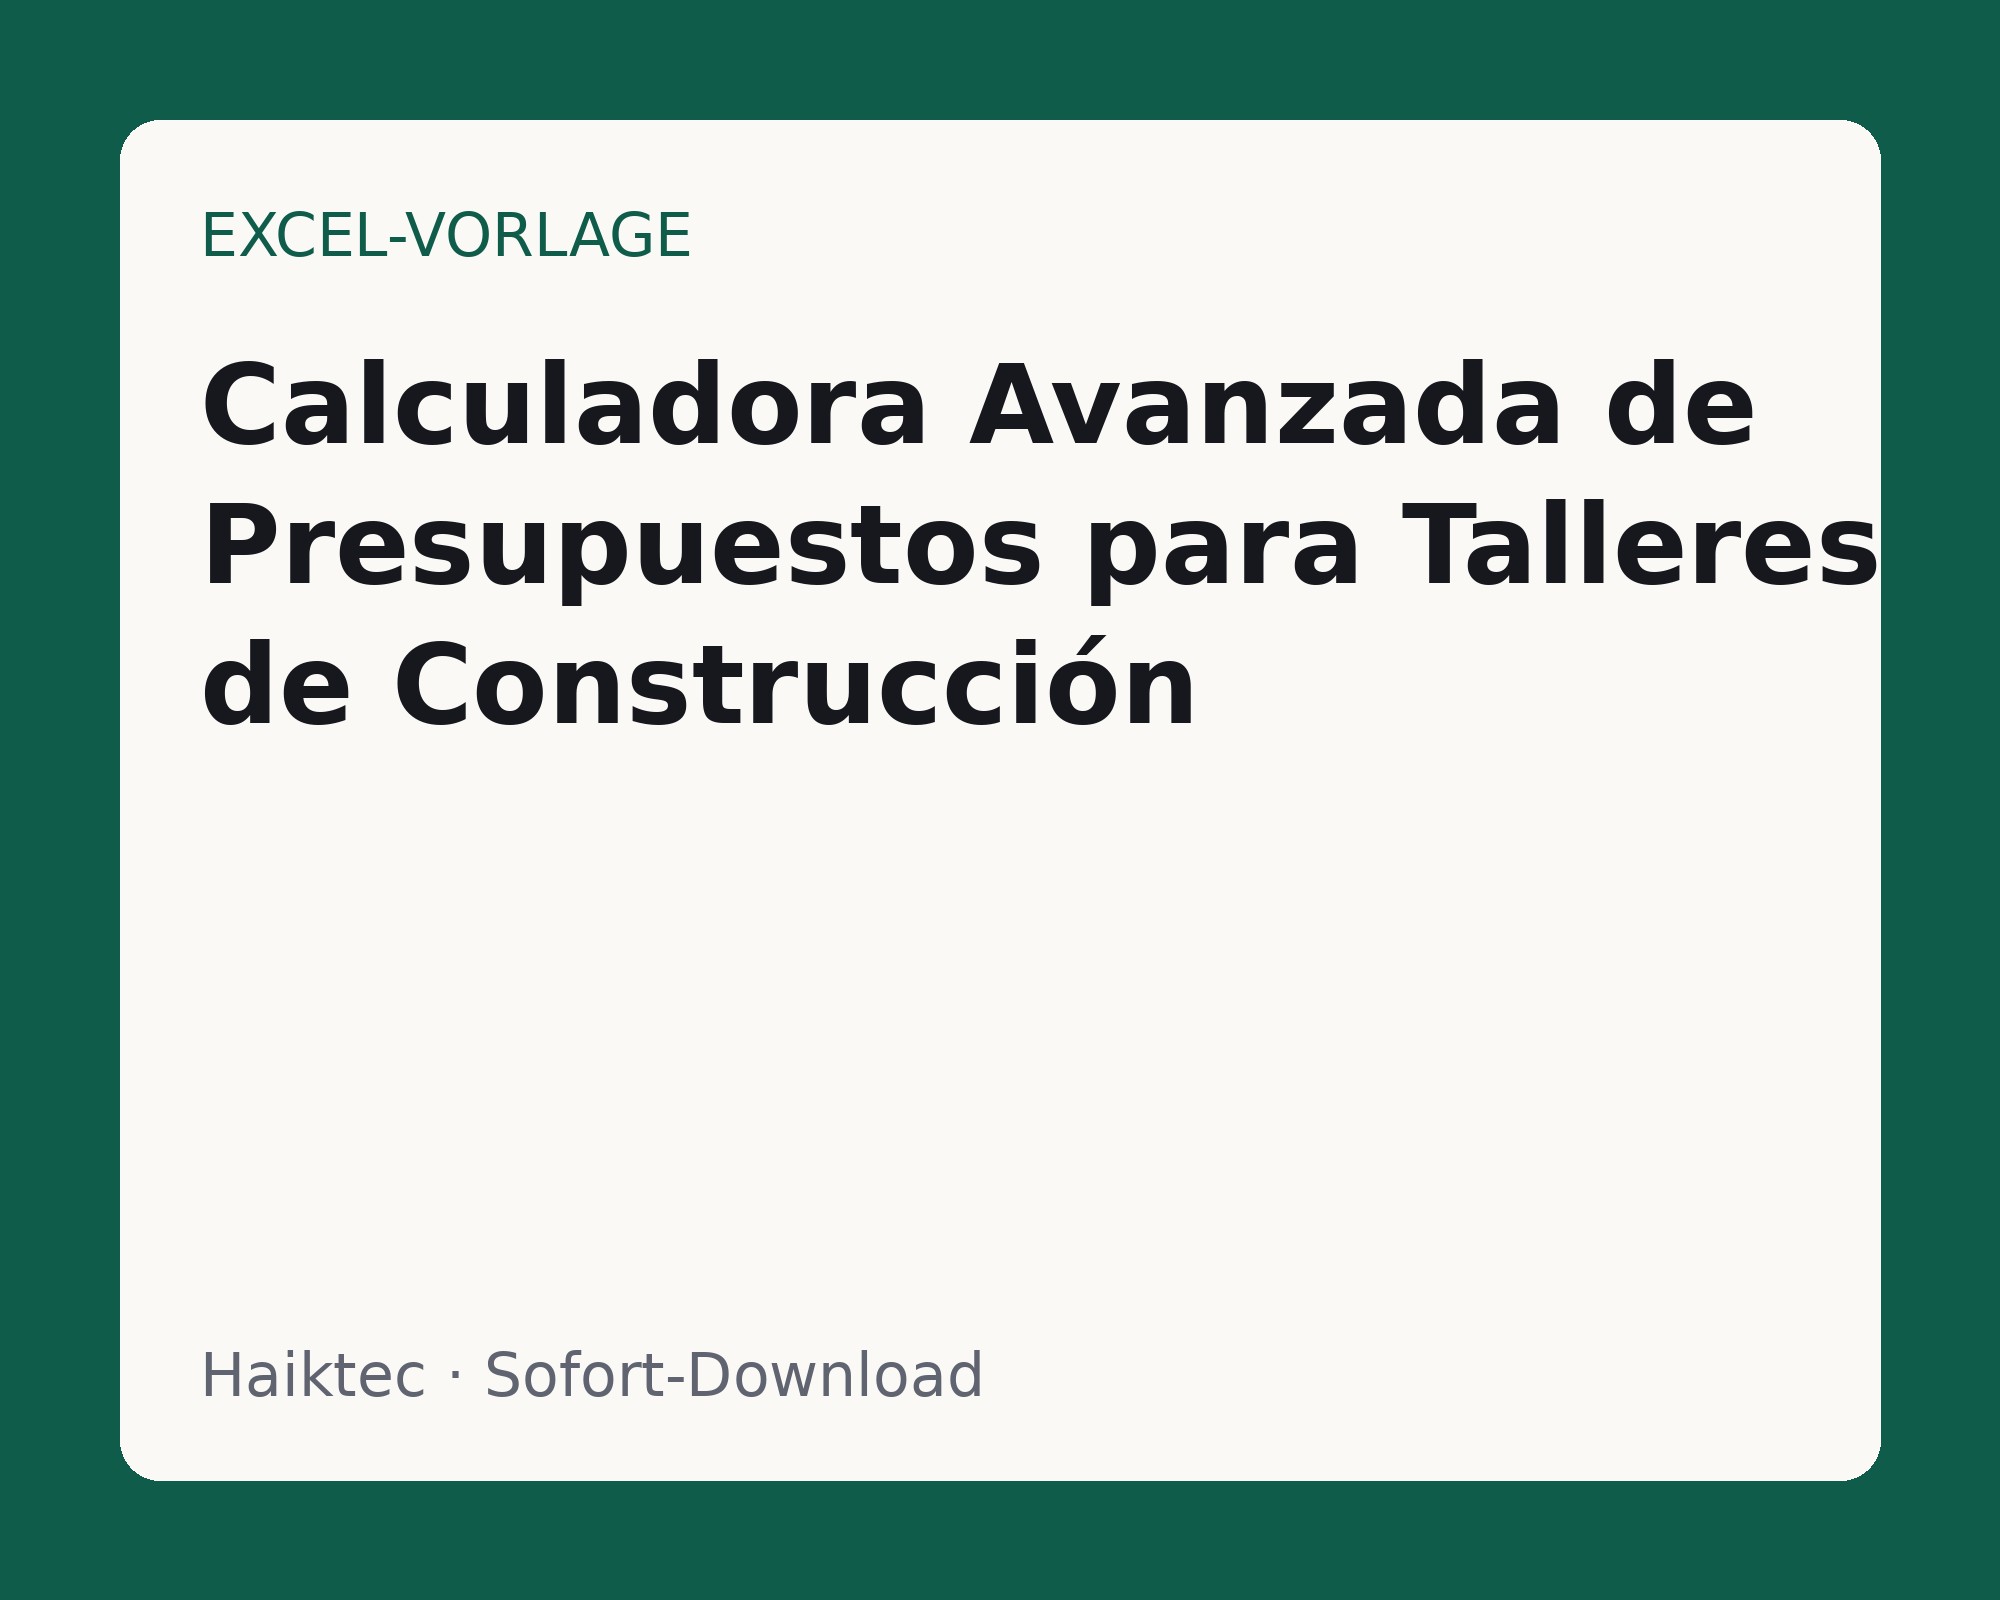 EXCEL-VORLAGE
Calculadora Avanzada de
Presupuestos para Talleres
de Construcción
Haiktec · Sofort-Download